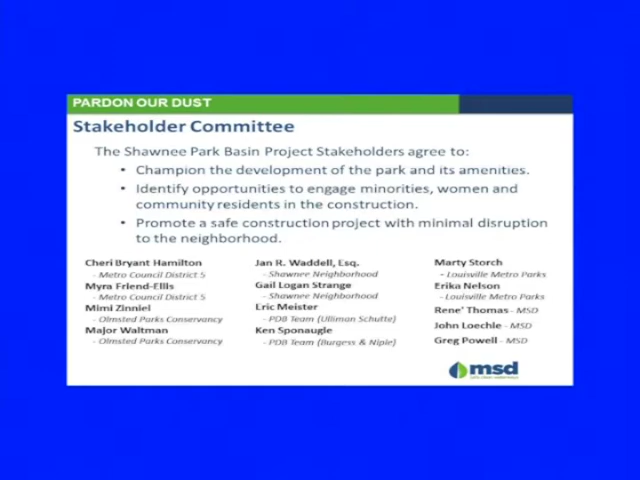 PARDON OUR DUST
Stakeholder Committee
The Shawnee Park Basin Project Stakeholders agree to:
• Champion the development of the park and its amenities.
• Identify opportunities to engage minorities, women and
community residents in the construction.
• Promote a safe construction project with minimal disruption
to the neighborhood.
Cheri Bryant Hamilton
- Metro Council District 5
Myra Friend-Ellis
- Metro Council District 5
Mimi Zinniel
- Olmsted Parks Conservancy
Major Waltman
- Olmsted Parks Conservancy
Jan R. Waddell, Esq.
- Shawnee Neighborhood
Gail Logan Strange
- Shawnee Neighborhood
Eric Meister
- PDB Team (Ulliman Schutte)
Ken Sponaugle
- PDB Team (Burgess & Niple)
Marty Storch
- Louisville Metro Parks
Erika Nelson
- Louisville Metro Parks
Rene' Thomas - MSD
John Loechle - MSD
Greg Powell - MSD
msd